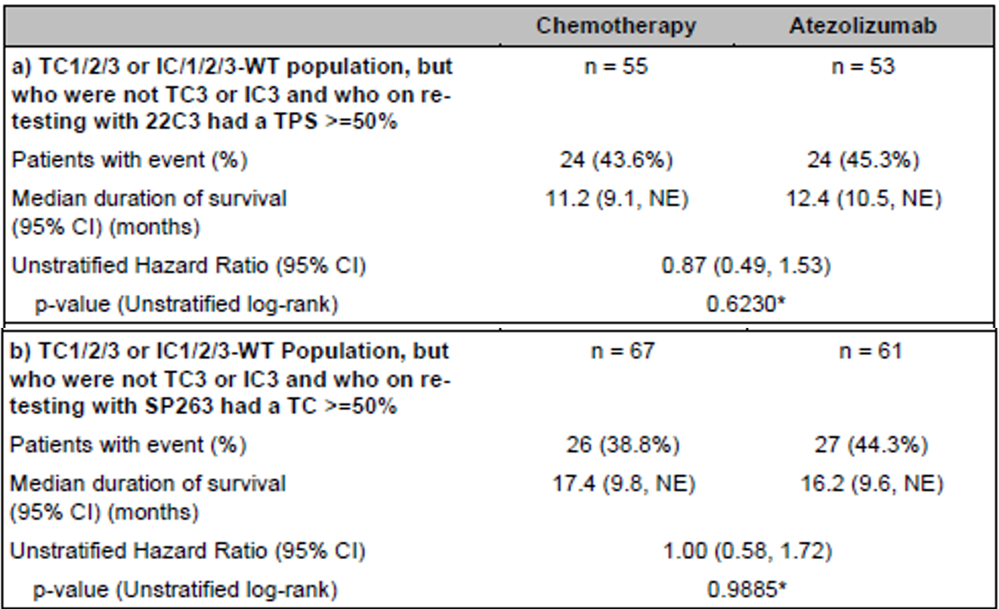 Chemotherapy Atezolizumab
a) TC1/2/3 or IC/1/2/3-WT population, but n = 55 n = 53
who were not TC3 or IC3 and who on re-
testing with 22C3 had a TPS >=50%
Patients with event (%) 24 (43.6%) 24 (45.3%)
Median duration of survival 11.2 (9.1, NE) 12.4 (10.5, NE)
(95% CI) (months)
Unstratified Hazard Ratio (95% CI) 0.87 (0.49, 1.53)
p-value (Unstratified log-rank) 0.6230*
b) TC1/2/3 or IC1/2/3-WT Population, but n = 67 n = 61
who were not TC3 or IC3 and who on re-
testing with SP263 had a TC >=50%
Patients with event (%) 26 (38.8%) 27 (44.3%)
Median duration of survival 17.4 (9.8, NE) 16.2 (9.6, NE)
(95% CI) (months)
Unstratified Hazard Ratio (95% CI) 1.00 (0.58, 1.72)
p-value (Unstratified log-rank) 0.9885*